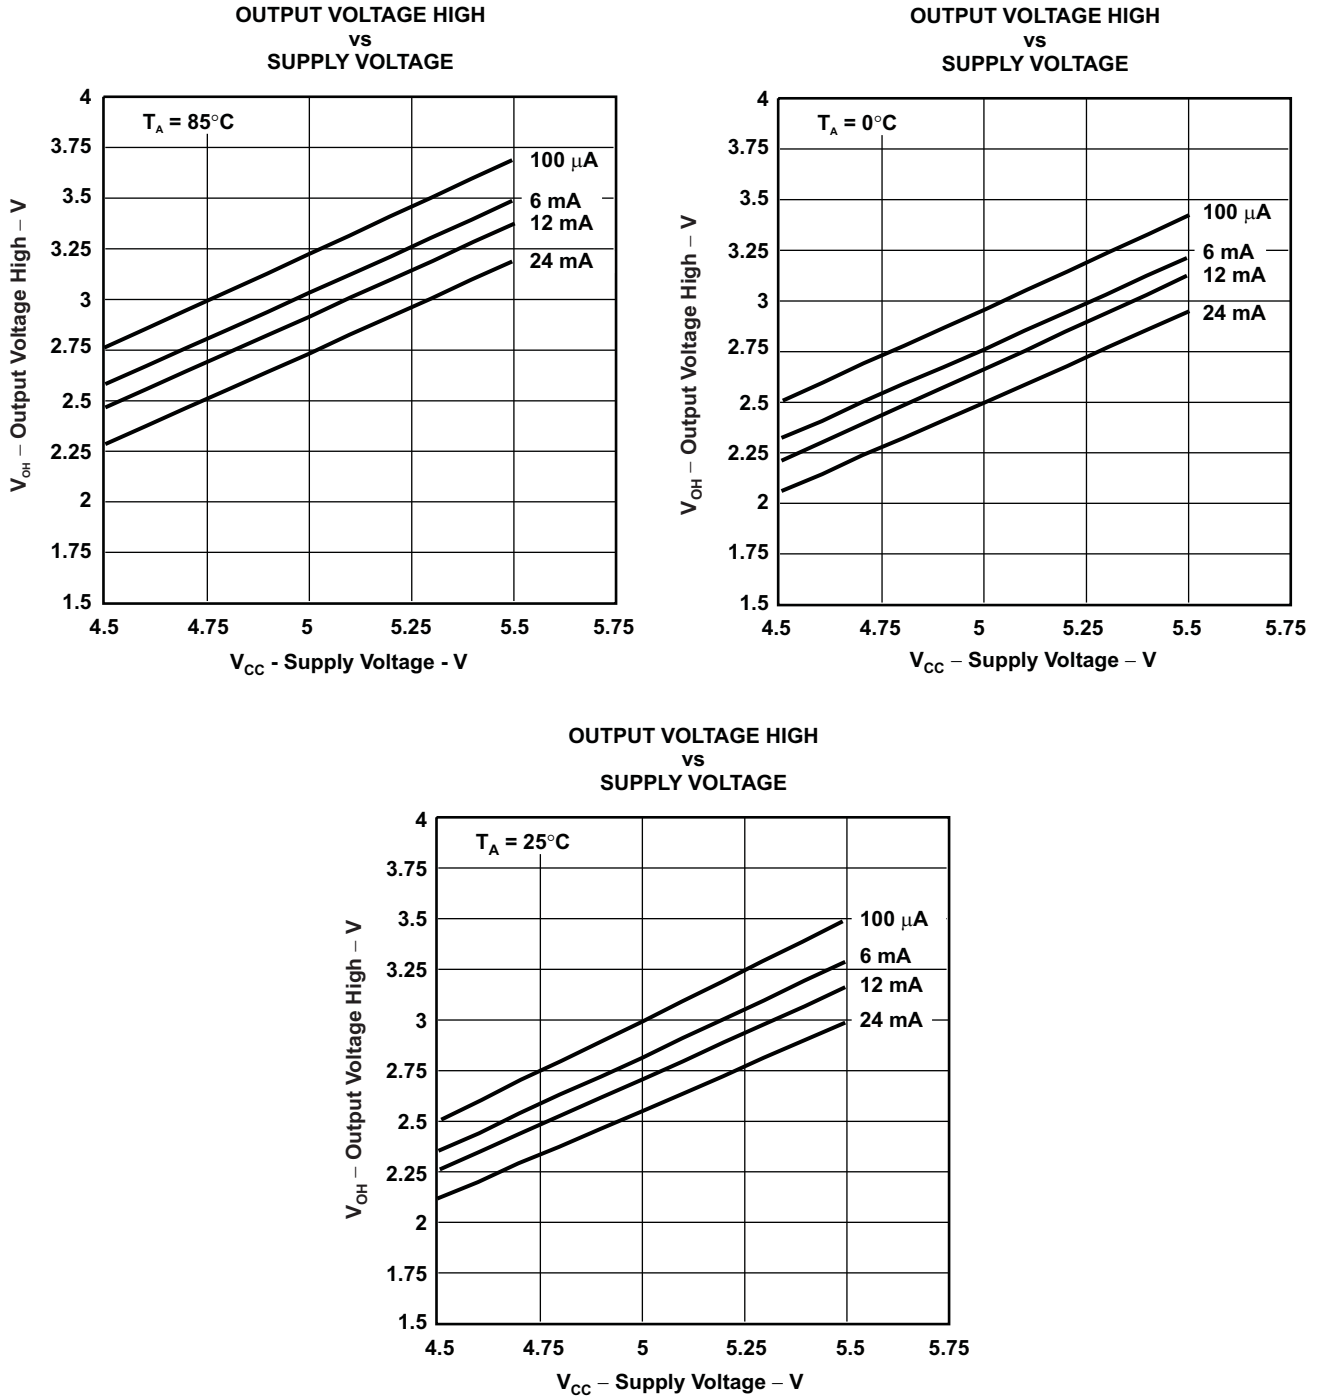 OUTPUT VOLTAGE HIGH
vs
SUPPLY VOLTAGE
T_A = 85°C
4
3.75
3.5
3.25
3
2.75
2.5
2.25
2
1.75
1.5
100 μA
6 mA
12 mA
24 mA
V_OH – Output Voltage High – V
4.5 4.75 5 5.25 5.5 5.75
V_CC - Supply Voltage - V
OUTPUT VOLTAGE HIGH
vs
SUPPLY VOLTAGE
T_A = 0°C
4
3.75
3.5
3.25
3
2.75
2.5
2.25
2
1.75
1.5
100 μA
6 mA
12 mA
24 mA
V_OH – Output Voltage High – V
4.5 4.75 5 5.25 5.5 5.75
V_CC – Supply Voltage – V
OUTPUT VOLTAGE HIGH
vs
SUPPLY VOLTAGE
T_A = 25°C
4
3.75
3.5
3.25
3
2.75
2.5
2.25
2
1.75
1.5
100 μA
6 mA
12 mA
24 mA
V_OH – Output Voltage High – V
4.5 4.75 5 5.25 5.5 5.75
V_CC – Supply Voltage – V